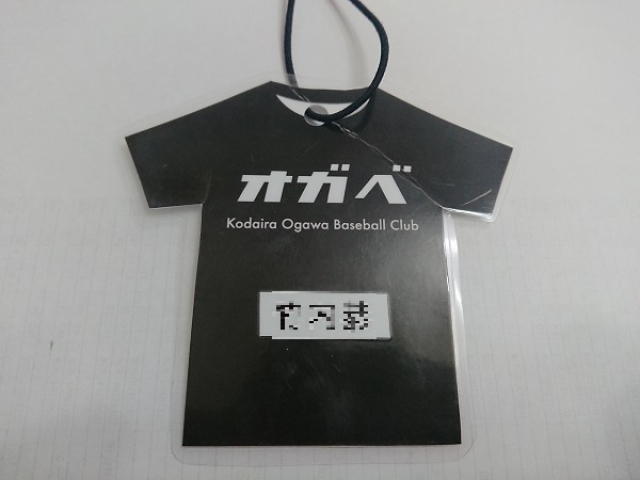 オガベ
Kodaira Ogawa Baseball Club